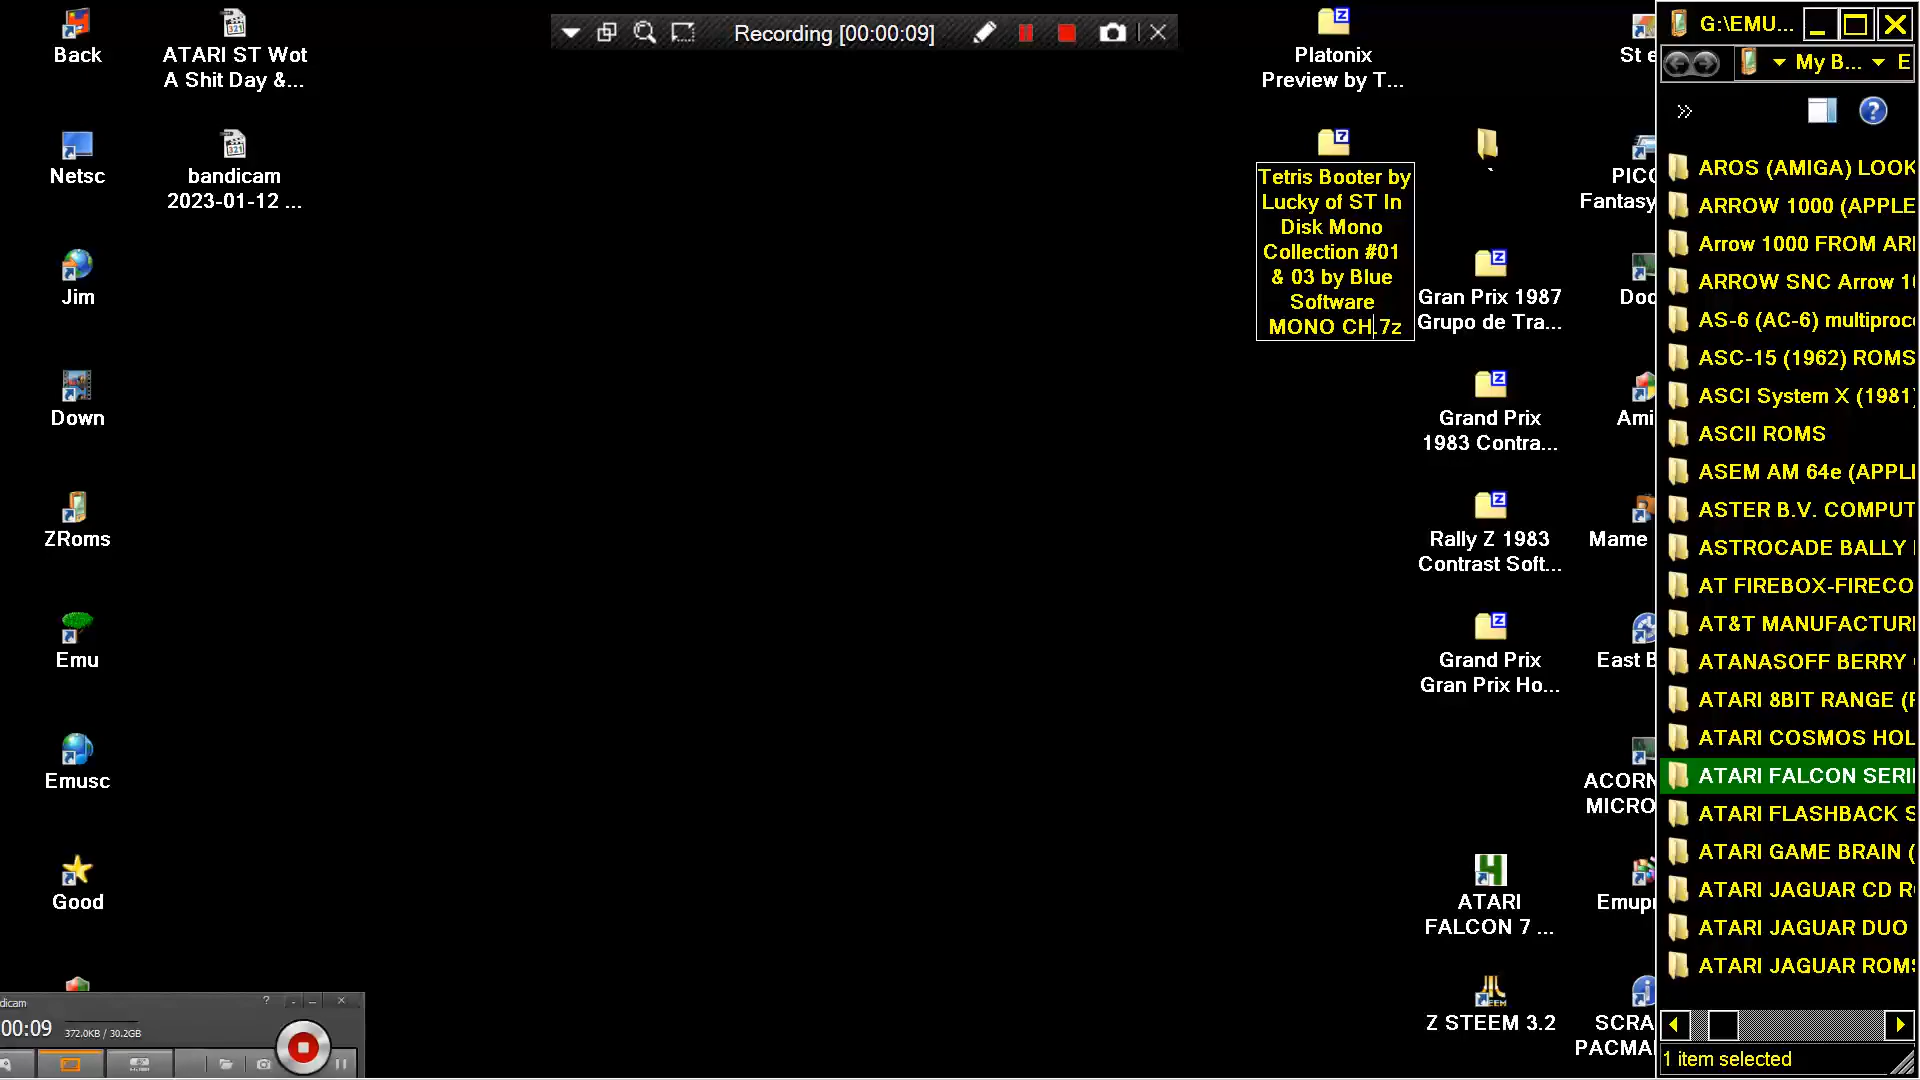 Back
ATARI ST Wot
A Shit Day &...
Netsc
bandicam
2023-01-12 ...
Jim
Down
ZRoms
Emu
Emusc
Good
Recording [00:00:09]
Platonix
Preview by T...
Tetris Booter by
Lucky of ST In
Disk Mono
Collection #01
& 03 by Blue
Software
MONO CH.7z
`
Gran Prix 1987
Grupo de Tra...
Grand Prix
1983 Contra...
Rally Z 1983
Contrast Soft...
Grand Prix
Gran Prix Ho...
ATARI
FALCON 7 ...
Z STEEM 3.2
St e
PICO
Fantasy
Doc
Ami
Mame
East B
ACORN
MICRO
Emupr
SCRA
PACMA
G:\EMU...
My B...
E
AROS (AMIGA) LOOK
ARROW 1000 (APPLE
Arrow 1000 FROM ARI
ARROW SNC Arrow 10
AS-6 (AC-6) multiproc
ASC-15 (1962) ROMS
ASCI System X (1981)
ASCII ROMS
ASEM AM 64e (APPL
ASTER B.V. COMPUT
ASTROCADE BALLY
AT FIREBOX-FIRECO
AT&T MANUFACTUR
ATANASOFF BERRY
ATARI 8BIT RANGE (
ATARI COSMOS HOL
ATARI FALCON SERI
ATARI FLASHBACK S
ATARI GAME BRAIN (
ATARI JAGUAR CD R
ATARI JAGUAR DUO
ATARI JAGUAR ROMS
1 item selected
dicam
00:09
372.0KB / 30.2GB